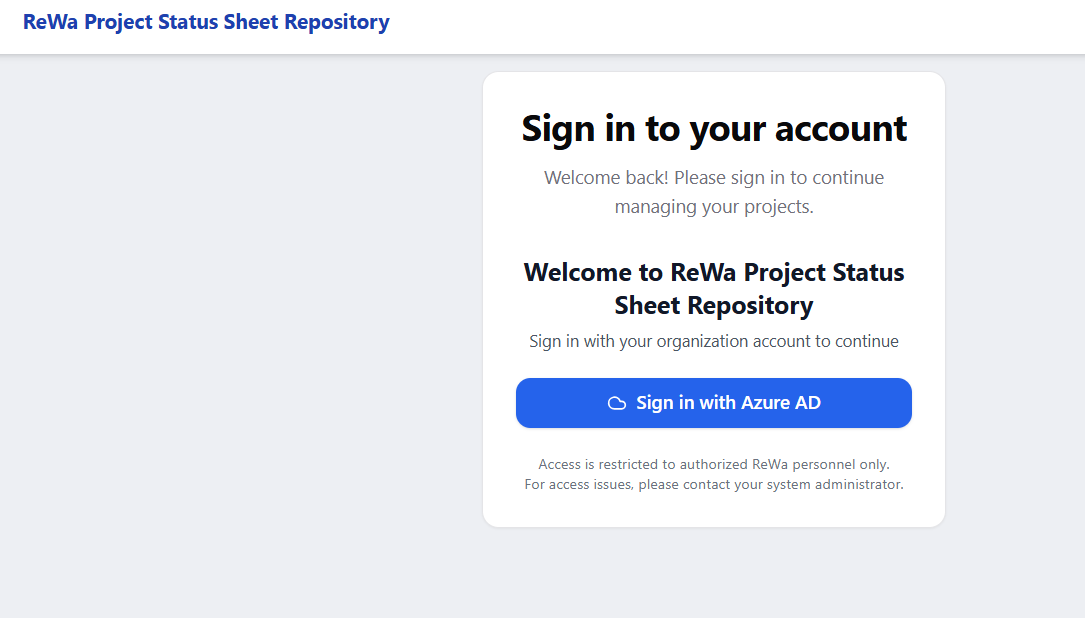 ReWa Project Status Sheet Repository
Sign in to your account
Welcome back! Please sign in to continue
managing your projects.
Welcome to ReWa Project Status
Sheet Repository
Sign in with your organization account to continue
Sign in with Azure AD
Access is restricted to authorized ReWa personnel only.
For access issues, please contact your system administrator.